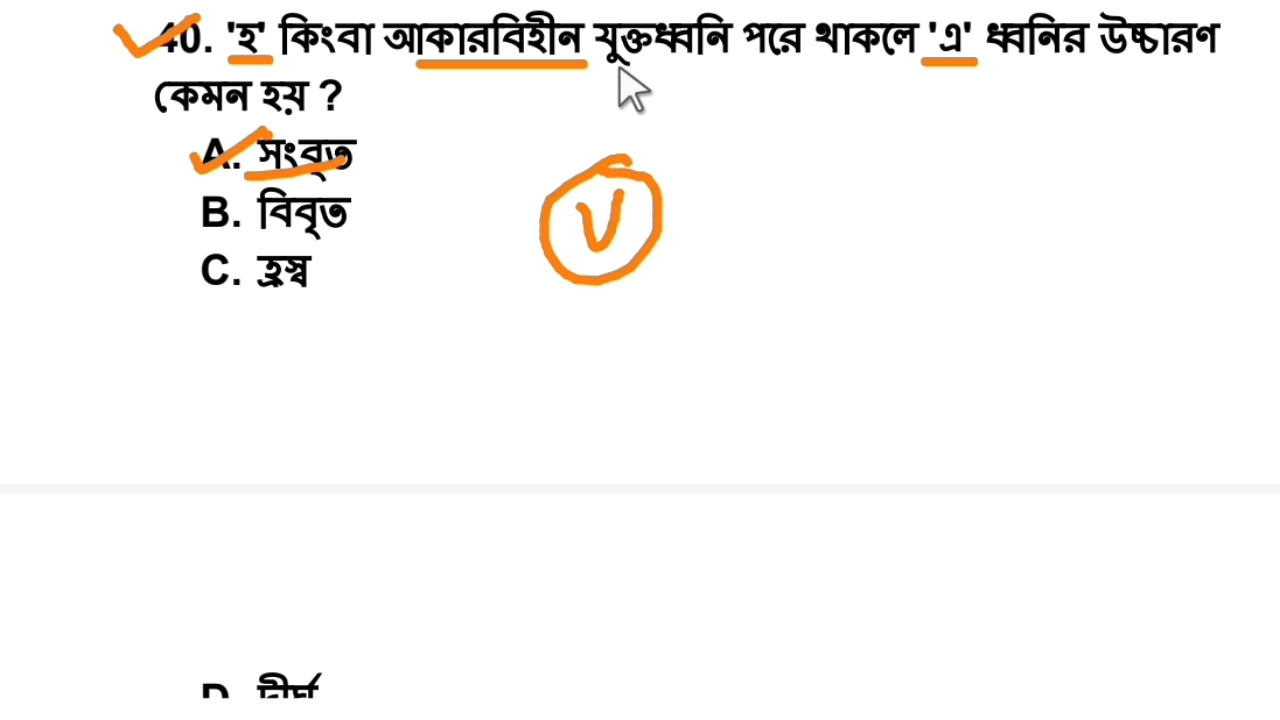 40. 'হ' কিংবা আকারবিহীন যুক্তধ্বনি পরে থাকলে 'এ' ধ্বনির উচ্চারণ
কেমন হয় ?
A. সংবৃত
B. বিবৃত
C. হ্রস্ব
D. দীর্ঘ